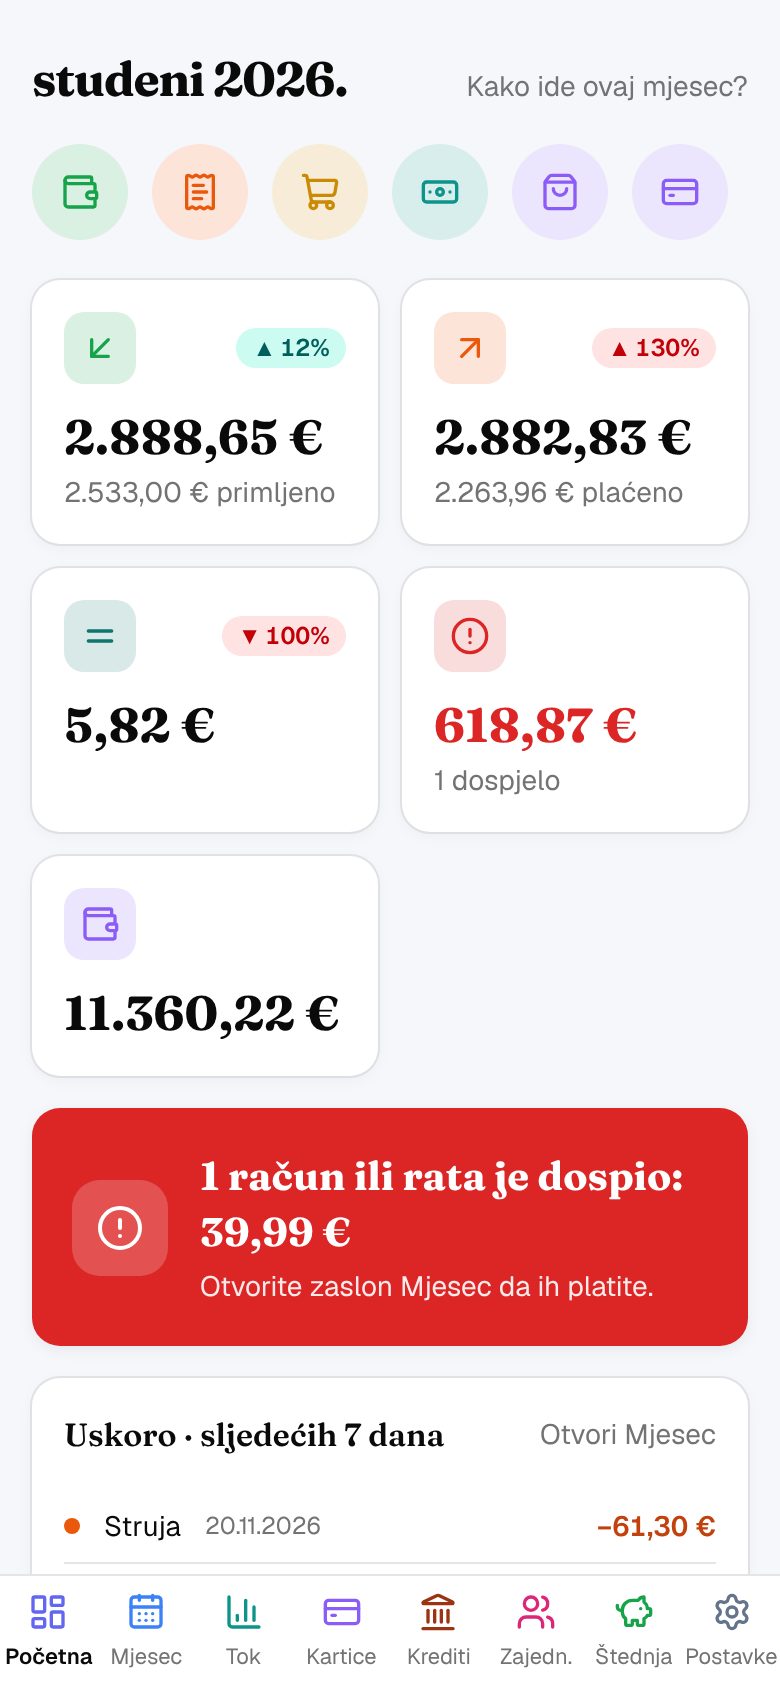 studeni 2026.
Kako ide ovaj mjesec?
▲ 12%
2.888,65 €
2.533,00 € primljeno
▲ 130%
2.882,83 €
2.263,96 € plaćeno
▼ 100%
5,82 €
618,87 €
1 dospjelo
11.360,22 €
1 račun ili rata je dospio:
39,99 €
Otvorite zaslon Mjesec da ih platite.
Uskoro · sljedećih 7 dana
Otvori Mjesec
Struja 20.11.2026 −61,30 €
Početna Mjesec Tok Kartice Krediti Zajedn. Štednja Postavke